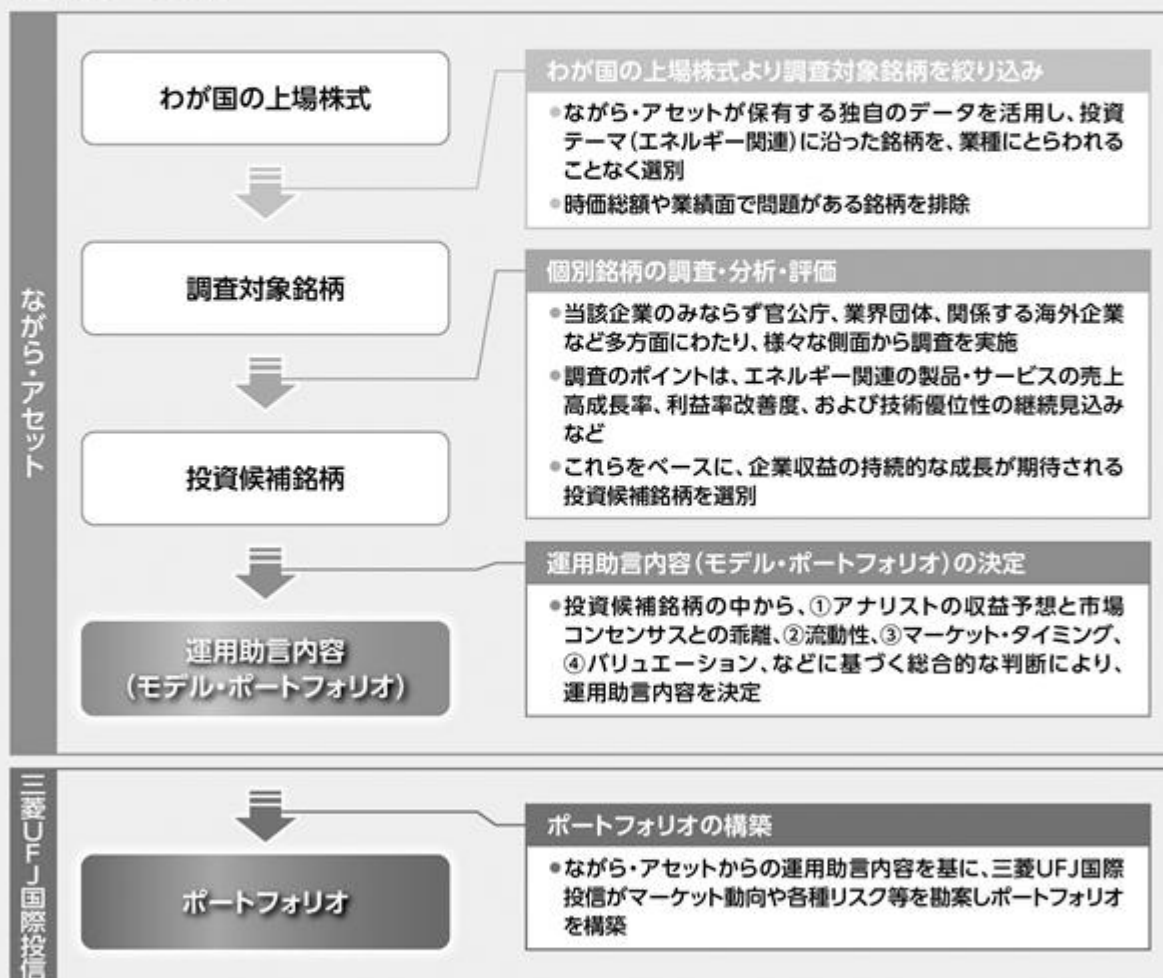 ながら・アセット
わが国の上場株式
わが国の上場株式より調査対象銘柄を絞り込み
●ながら・アセットが保有する独自のデータを活用し、投資
テーマ(エネルギー関連)に沿った銘柄を、業種にとらわれる
ことなく選別
●時価総額や業績面で問題がある銘柄を排除
調査対象銘柄
個別銘柄の調査・分析・評価
●当該企業のみならず官公庁、業界団体、関係する海外企業
など多方面にわたり、様々な側面から調査を実施
●調査のポイントは、エネルギー関連の製品・サービスの売上
高成長率、利益率改善度、および技術優位性の継続見込み
など
●これらをベースに、企業収益の持続的な成長が期待される
投資候補銘柄を選別
投資候補銘柄
運用助言内容(モデル・ポートフォリオ)の決定
●投資候補銘柄の中から、①アナリストの収益予想と市場
コンセンサスとの乖離、②流動性、③マーケット・タイミング、
④バリュエーション、などに基づく総合的な判断により、
運用助言内容を決定
運用助言内容
(モデル・ポートフォリオ)
三菱UFJ国際投信
ポートフォリオの構築
●ながら・アセットからの運用助言内容を基に、三菱UFJ国際
投信がマーケット動向や各種リスク等を勘案しポートフォリオ
を構築
ポートフォリオ